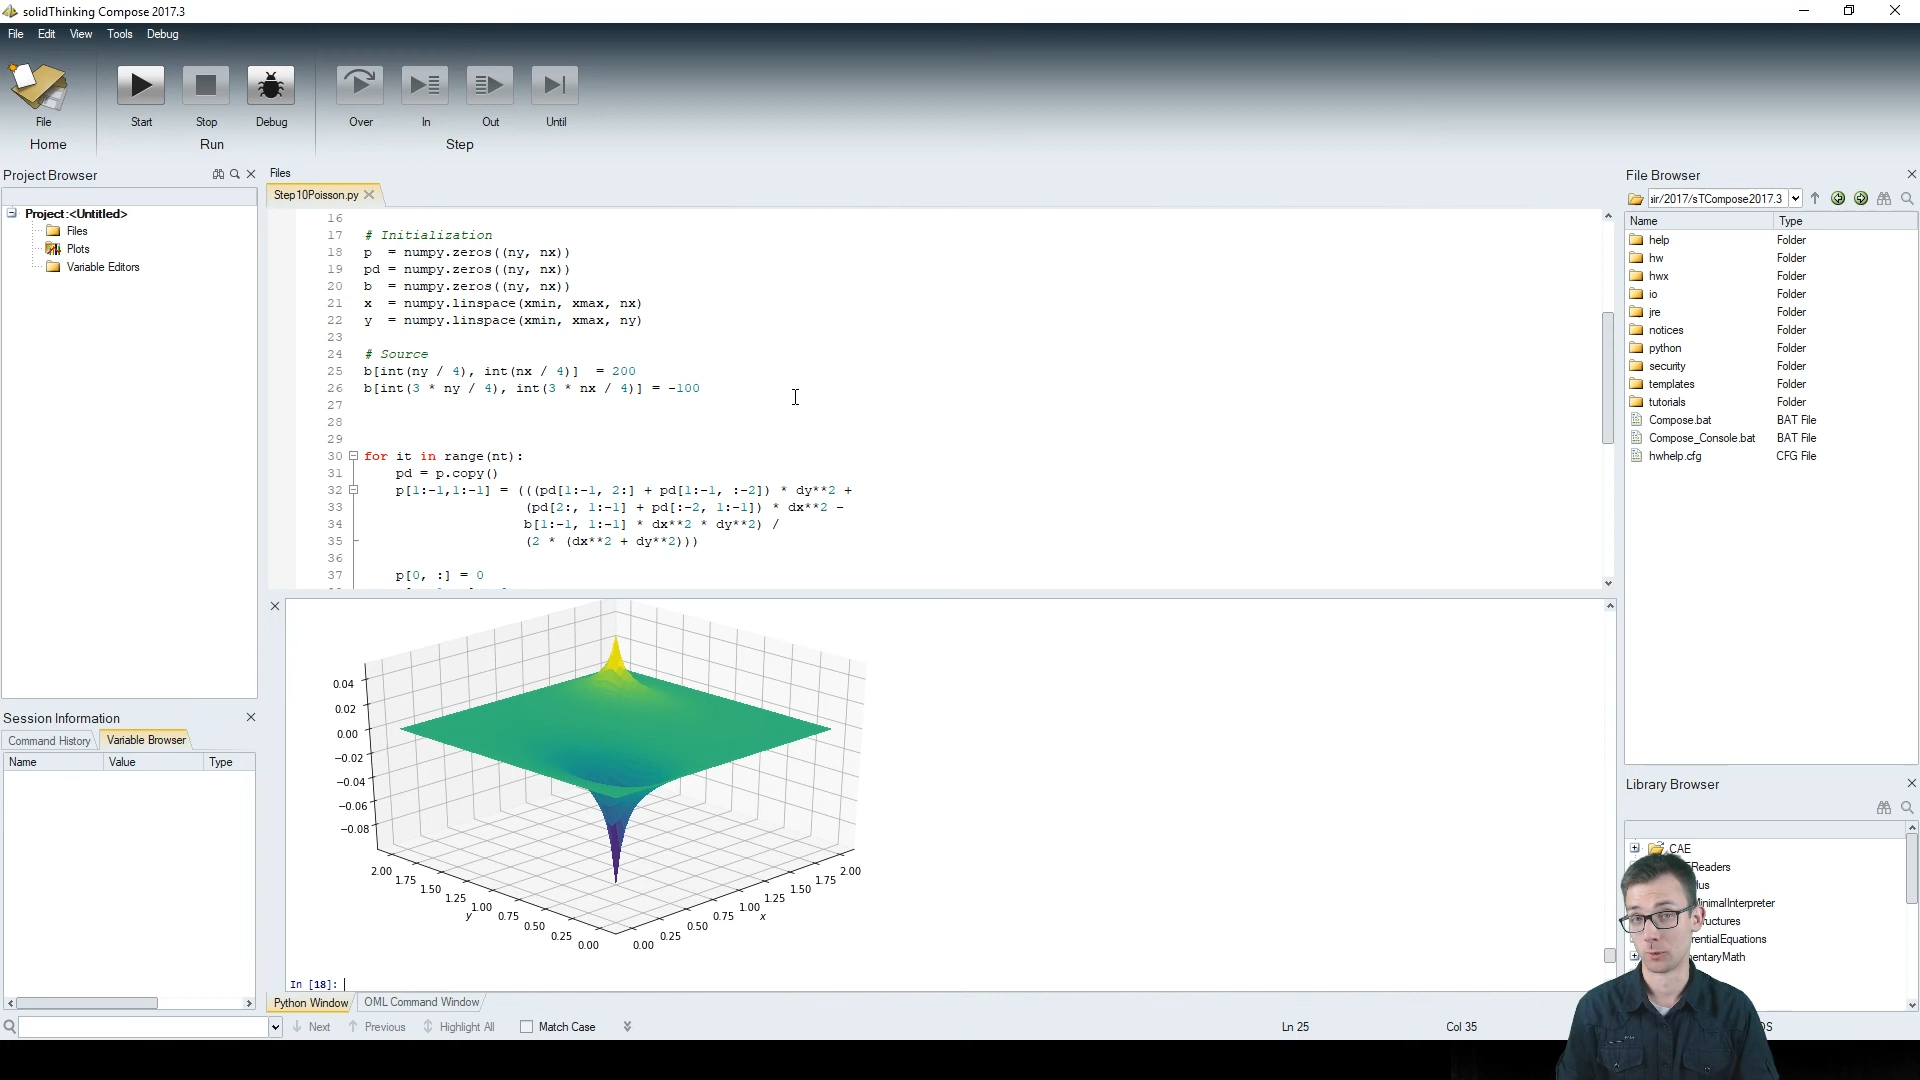 solidThinking Compose 2017.3
File Edit View Tools Debug
File Start Stop Debug Over In Out Until
Home Run Step
Project Browser
Project:<Untitled>
Files
Plots
Variable Editors
Session Information
Command History Variable Browser
Name Value Type
Files
Step10Poisson.py
16
17 # Initialization
18 p = numpy.zeros((ny, nx))
19 pd = numpy.zeros((ny, nx))
20 b = numpy.zeros((ny, nx))
21 x = numpy.linspace(xmin, xmax, nx)
22 y = numpy.linspace(xmin, xmax, ny)
23
24 # Source
25 b[int(ny / 4), int(nx / 4)] = 200
26 b[int(3 * ny / 4), int(3 * nx / 4)] = -100
27
28
29
30 for it in range(nt):
31 pd = p.copy()
32 p[1:-1,1:-1] = (((pd[1:-1, 2:] + pd[1:-1, :-2]) * dy**2 +
33 (pd[2:, 1:-1] + pd[:-2, 1:-1]) * dx**2 -
34 b[1:-1, 1:-1] * dx**2 * dy**2) /
35 (2 * (dx**2 + dy**2)))
36
37 p[0, :] = 0
0.04
0.02
0.00
−0.02
−0.04
−0.06
−0.08
2.00 1.75 1.50 1.25 1.00 0.75 0.50 0.25 0.00
y
0.00 0.25 0.50 0.75 1.00 1.25 1.50 1.75 2.00
x
In [18]:
Python Window OML Command Window
Next Previous Highlight All Match Case
Ln 25 Col 35
File Browser
air/2017/sTCompose2017.3
Name Type
help Folder
hw Folder
hwx Folder
io Folder
jre Folder
notices Folder
python Folder
security Folder
templates Folder
tutorials Folder
Compose.bat BAT File
Compose_Console.bat BAT File
hwhelp.cfg CFG File
Library Browser
CAE
Readers
lus
MinimalInterpreter
uctures
rentialEquations
entaryMath